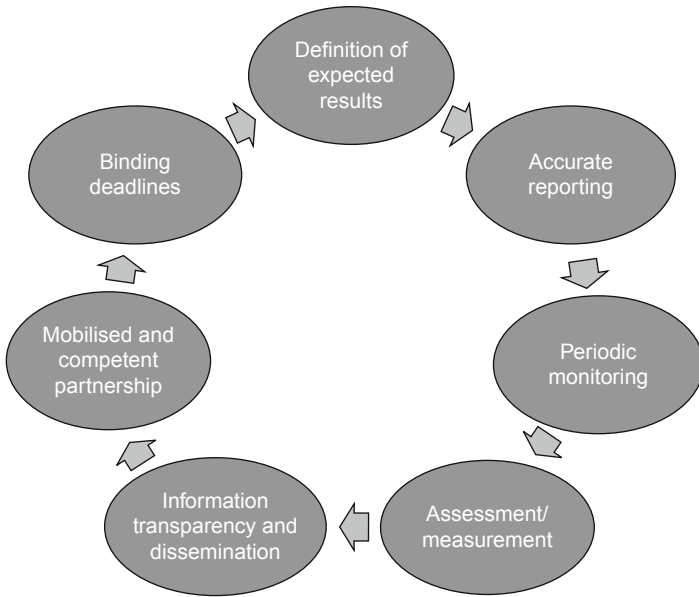 Definition of
expected
results
Accurate
reporting
Periodic
monitoring
Assessment/
measurement
Information
transparency and
dissemination
Mobilised and
competent
partnership
Binding
deadlines